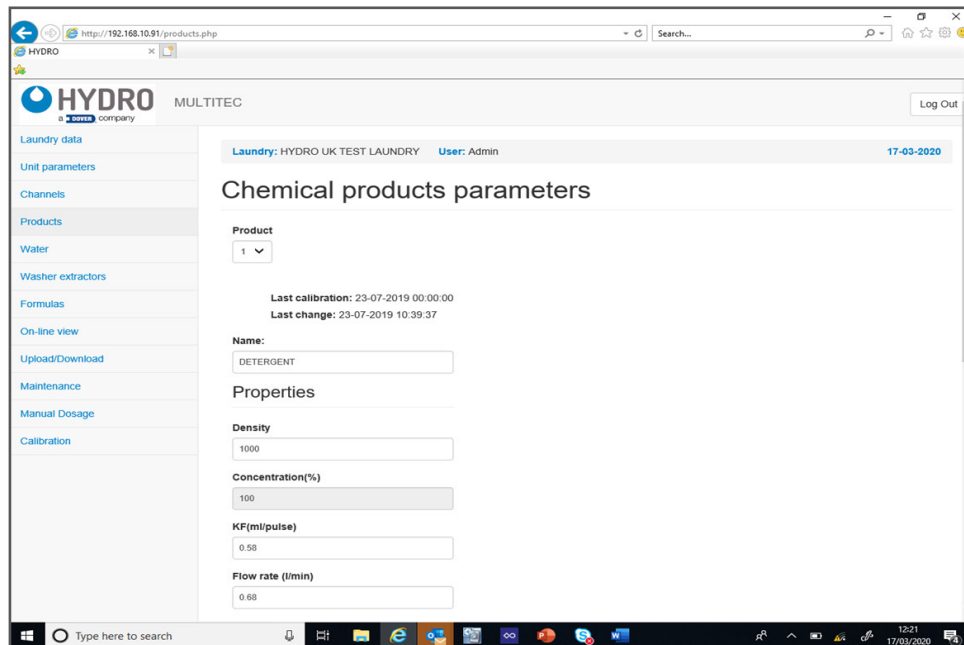 http://192.168.10.91/products.php
Search...
HYDRO
HYDRO
a DOVER company
MULTITEC
Log Out
Laundry data
Unit parameters
Channels
Products
Water
Washer extractors
Formulas
On-line view
Upload/Download
Maintenance
Manual Dosage
Calibration
Laundry: HYDRO UK TEST LAUNDRY User: Admin 17-03-2020
Chemical products parameters
Product
1
Last calibration: 23-07-2019 00:00:00
Last change: 23-07-2019 10:39:37
Name:
DETERGENT
Properties
Density
1000
Concentration(%)
100
KF(ml/pulse)
0.58
Flow rate (l/min)
0.68
Type here to search
12:21
17/03/2020
4